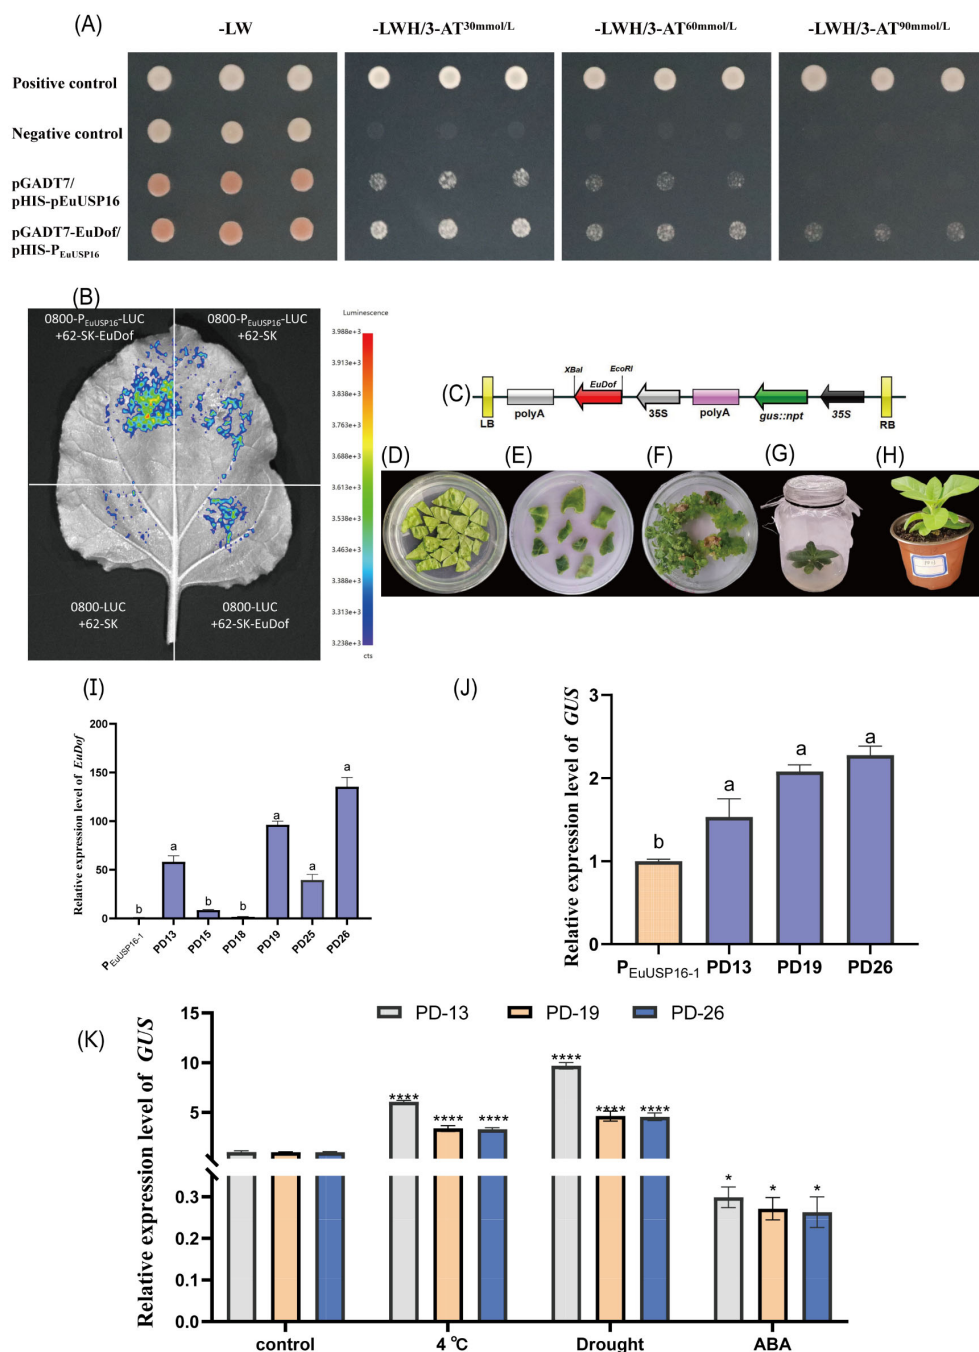 (A)
-LW -LWH/3-AT30mmol/L -LWH/3-AT60mmol/L -LWH/3-AT90mmol/L
Positive control
Negative control
pGADT7/
pHIS-pEuUSP16
pGADT7-EuDof/
pHIS-PEuUSP16
(B)
0800-PEuUSP16-LUC
+62-SK-EuDof
0800-PEuUSP16-LUC
+62-SK
0800-LUC
+62-SK
0800-LUC
+62-SK-EuDof
Luminescence
3.988e+3
3.913e+3
3.838e+3
3.763e+3
3.688e+3
3.613e+3
3.538e+3
3.463e+3
3.388e+3
3.313e+3
3.238e+3
cts
(C)
XBal EcoRI
EuDof
LB polyA 35S polyA gus::npt 35S RB
(D) (E) (F) (G) (H)
(I)
Relative expression level of EuDof
200
150
100
50
0
b a b b a a a
PEuUSP16-1 PD13 PD15 PD18 PD19 PD25 PD26
(J)
Relative expression level of GUS
3
2
1
0
b a a a
PEuUSP16-1 PD13 PD19 PD26
(K)
PD-13 PD-19 PD-26
Relative expression level of GUS
15
10
5
0.3
0.2
0.1
0.0
**** **** ****
**** **** ****
* * *
control 4 ℃ Drought ABA